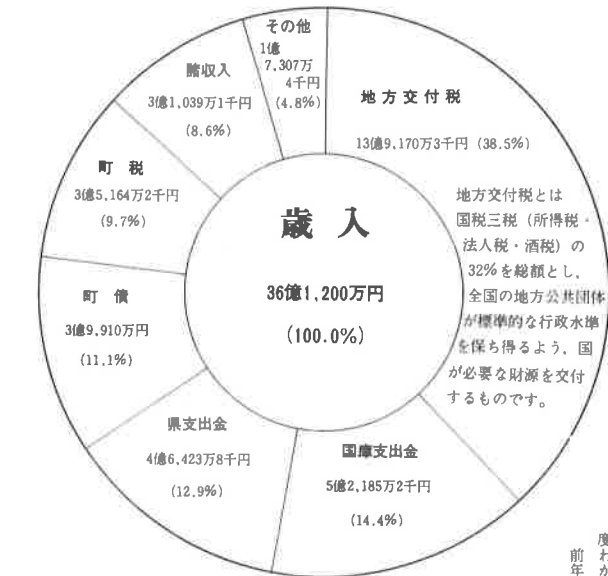 その他
1億
7,307万
4千円
(4.8%)
諸収入
3億1,039万1千円
(8.6%)
町税
3億5,164万2千円
(9.7%)
町債
3億9,910万円
(11.1%)
県支出金
4億6,423万8千円
(12.9%)
国庫支出金
5億2,185万2千円
(14.4%)
地方交付税
13億9,170万3千円 (38.5%)
地方交付税とは
国税三税(所得税・
法人税・酒税)の
32%を総額とし、
全国の地方公共団体
が標準的な行政水準
を保ち得るよう、国
が必要な財源を交付
するものです。
歳入
36億1,200万円
(100.0%)
度
わか
前年